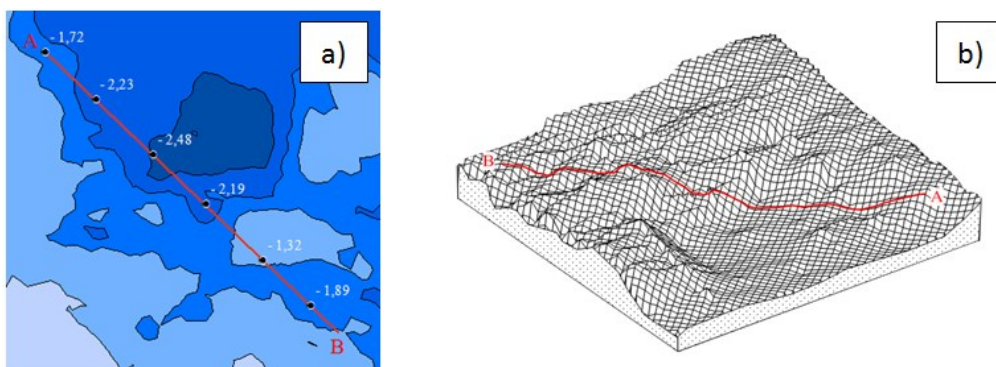 a)
A
- 1,72
- 2,23
- 2,48
- 2,19
- 1,32
- 1,89
B
b)
B
A